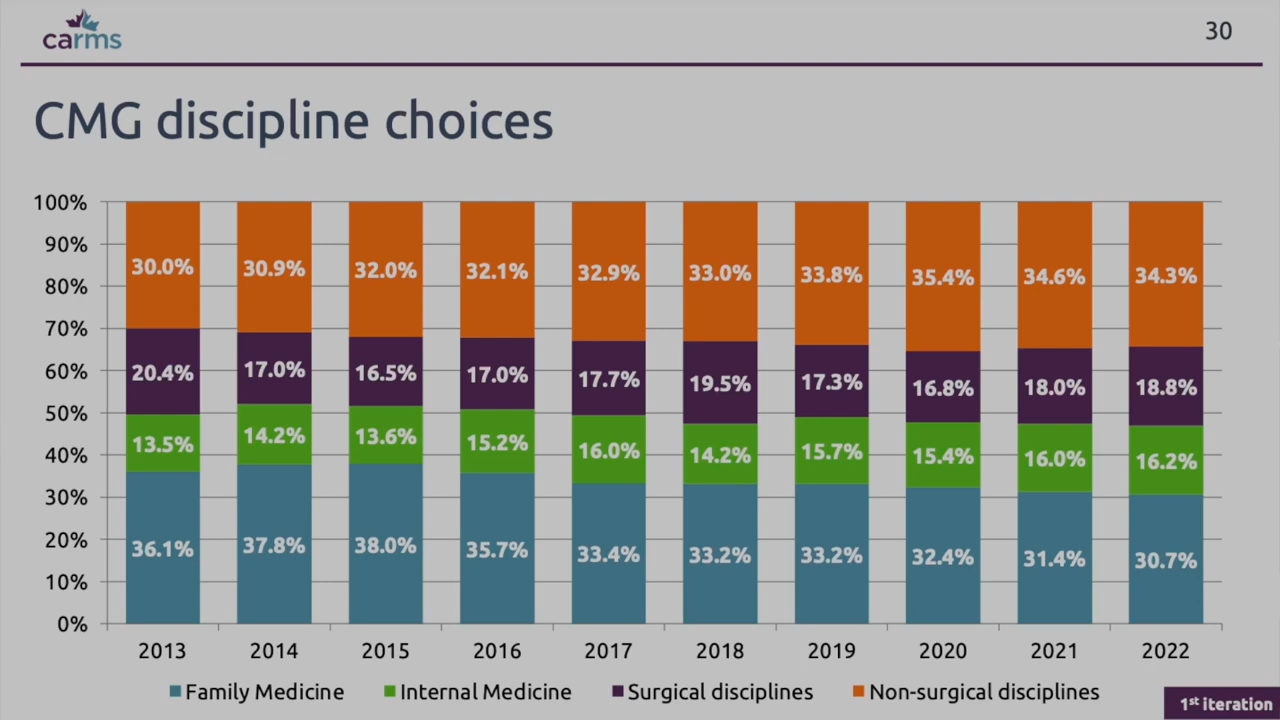 carms
30
CMG discipline choices
100%
90%
80%
70%
60%
50%
40%
30%
20%
10%
0%
30.0% 30.9% 32.0% 32.1% 32.9% 33.0% 33.8% 35.4% 34.6% 34.3%
20.4% 17.0% 16.5% 17.0% 17.7% 19.5% 17.3% 16.8% 18.0% 18.8%
13.5% 14.2% 13.6% 15.2% 16.0% 14.2% 15.7% 15.4% 16.0% 16.2%
36.1% 37.8% 38.0% 35.7% 33.4% 33.2% 33.2% 32.4% 31.4% 30.7%
2013 2014 2015 2016 2017 2018 2019 2020 2021 2022
Family Medicine Internal Medicine Surgical disciplines Non-surgical disciplines
1st iteration